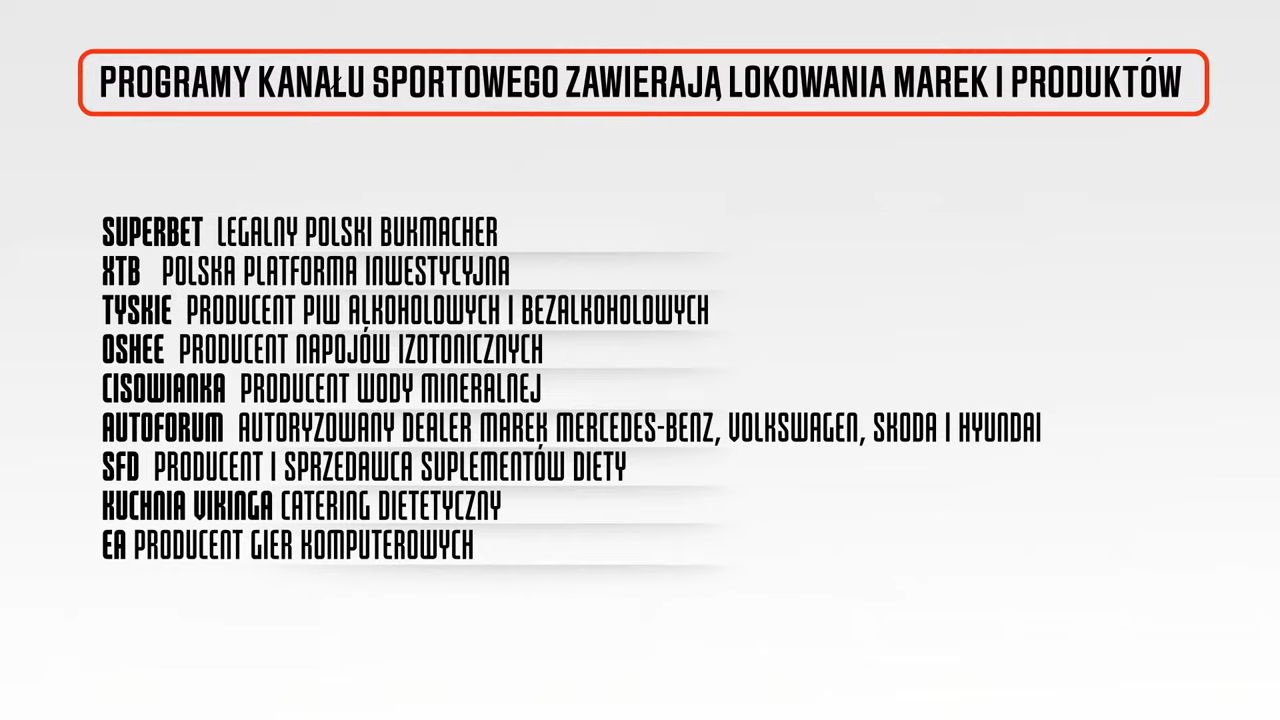 PROGRAMY KANAŁU SPORTOWEGO ZAWIERAJĄ LOKOWANIA MAREK I PRODUKTÓW
SUPERBET LEGALNY POLSKI BUKMACHER
XTB POLSKA PLATFORMA INWESTYCYJNA
TYSKIE PRODUCENT PIW ALKOHOLOWYCH I BEZALKOHOLOWYCH
OSHEE PRODUCENT NAPOJÓW IZOTONICZNYCH
CISOWIANKA PRODUCENT WODY MINERALNEJ
AUTOFORUM AUTORYZOWANY DEALER MAREK MERCEDES-BENZ, VOLKSWAGEN, SKODA I HYUNDAI
SFD PRODUCENT I SPRZEDAWCA SUPLEMENTÓW DIETY
KUCHNIA VIKINGA CATERING DIETETYCZNY
EA PRODUCENT GIER KOMPUTEROWYCH